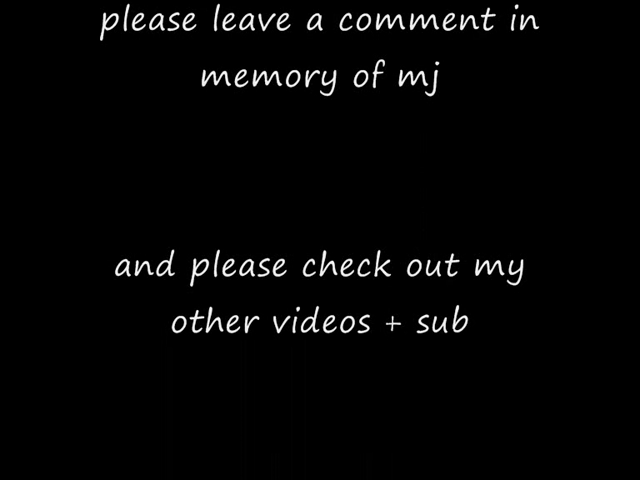 please leave a comment in
memory of mj
and please check out my
other videos + sub